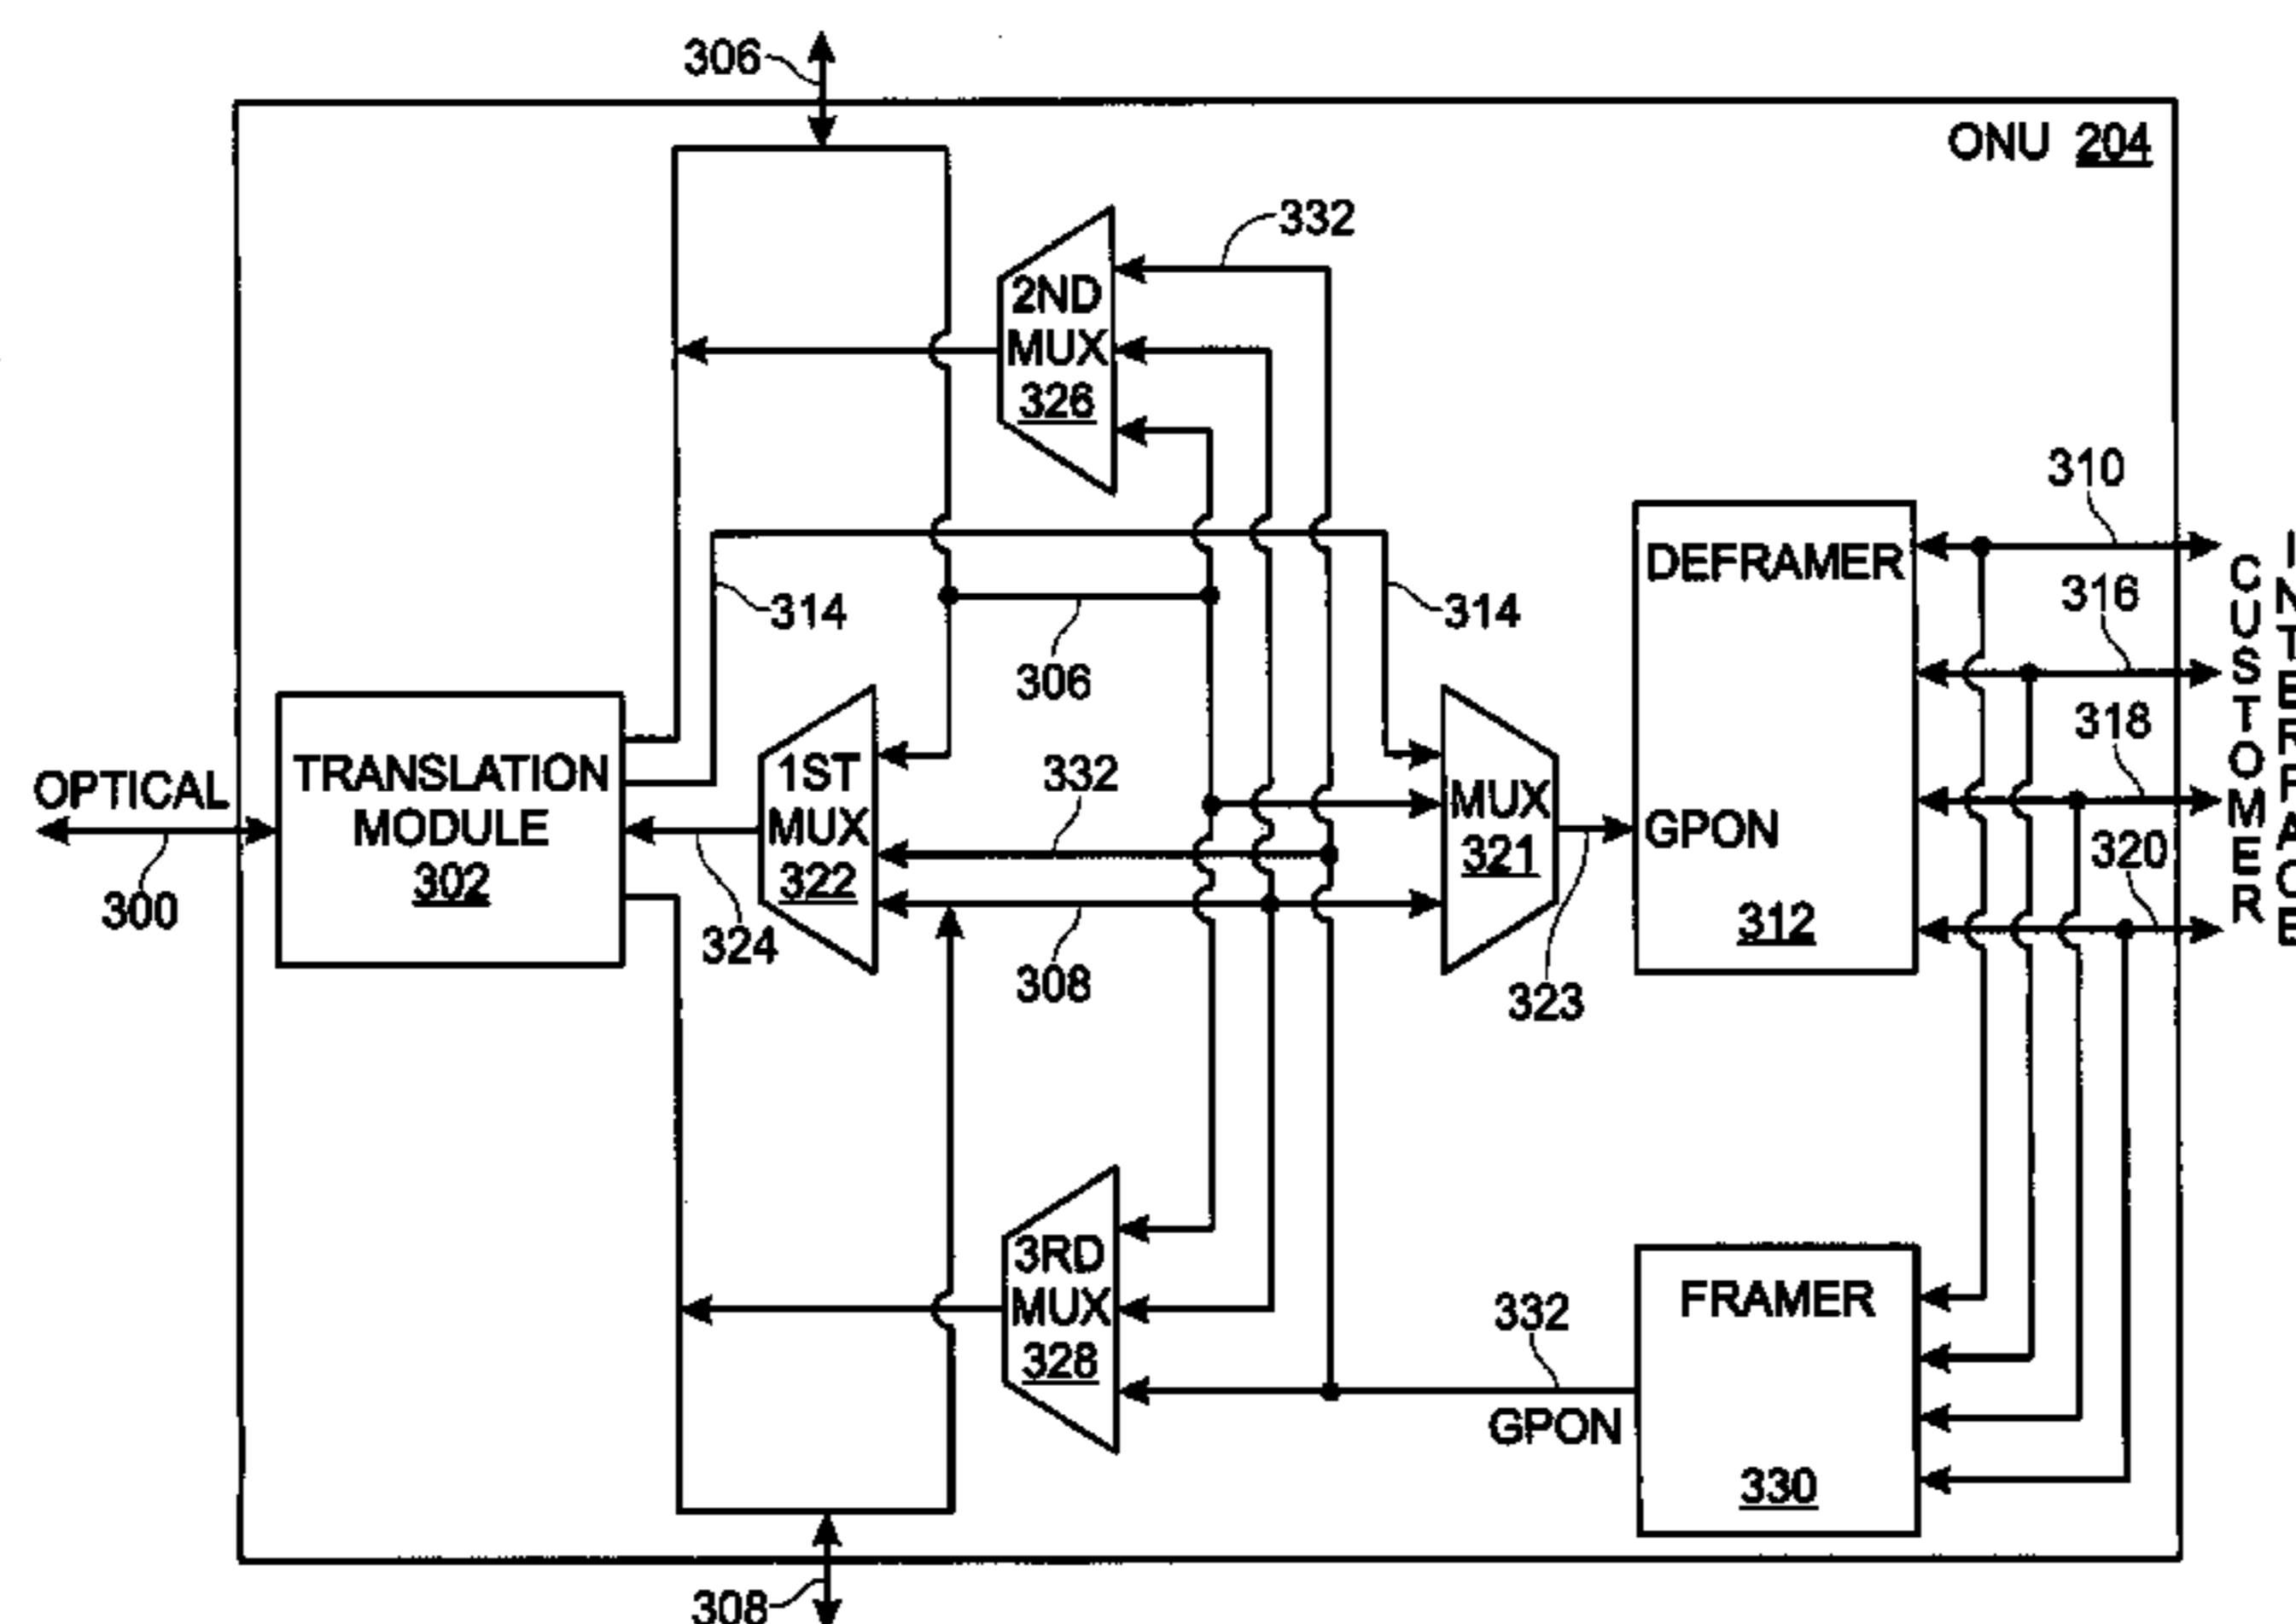 306
ONU 204
332
2ND
MUX
326
310
DEFRAMER
316
314
314
306
318
TRANSLATION
MODULE
302
1ST
MUX
322
332
MUX
321
GPON
320
OPTICAL
300
324
308
312
323
CUSTOMER
INTERFACE
3RD
MUX
328
FRAMER
332
GPON
330
308